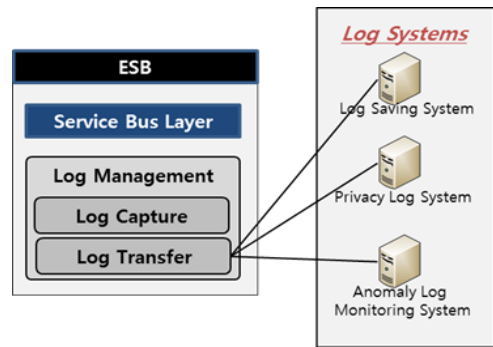 ESB
Service Bus Layer
Log Management
Log Capture
Log Transfer
Log Systems
Log Saving System
Privacy Log System
Anomaly Log
Monitoring System